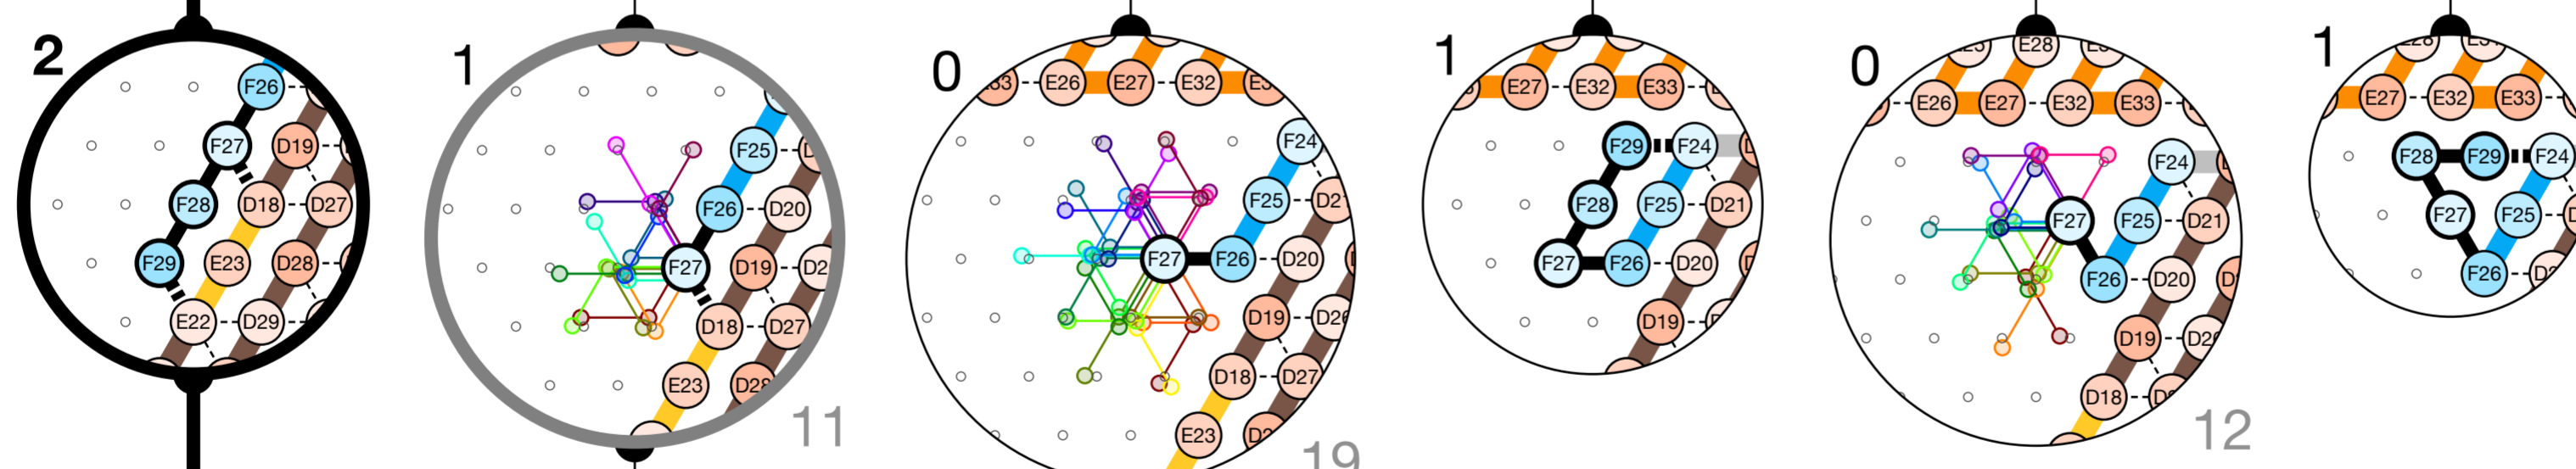 2
F26
F27 D19
F28 D18 D27
F29 E23 D28
E22 D29
1
F25
F26 D20
F27 D19
D18 D27
E23 D28
11
0
E26 E27 E32
F24
F25
F27 F26 D20
D19
D18 D27
E23
19
1
E27 E32 E33
F29 F24
F28 F25 D21
F27 F26 D20
D19
0
E28
E26 E27 E32 E33
F24
F27 F25 D21
F26 D20
D19
D18
12
1
E27 E32 E33
F28 F29 F24
F27 F25
F26